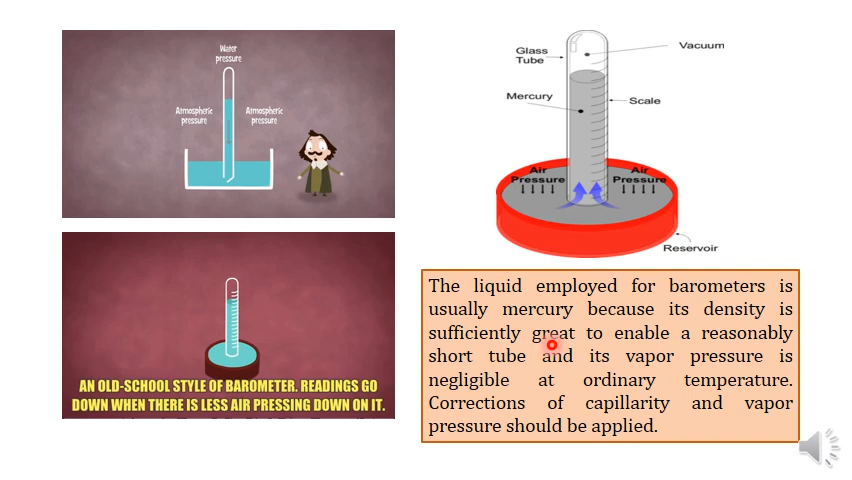 Water
pressure
Atmospheric
pressure
Atmospheric
pressure
AN OLD-SCHOOL STYLE OF BAROMETER. READINGS GO
DOWN WHEN THERE IS LESS AIR PRESSING DOWN ON IT.
Glass
Tube
Vacuum
Mercury
Scale
Air
Pressure
Air
Pressure
Reservoir
The liquid employed for barometers is
usually mercury because its density is
sufficiently great to enable a reasonably
short tube and its vapor pressure is
negligible at ordinary temperature.
Corrections of capillarity and vapor
pressure should be applied.